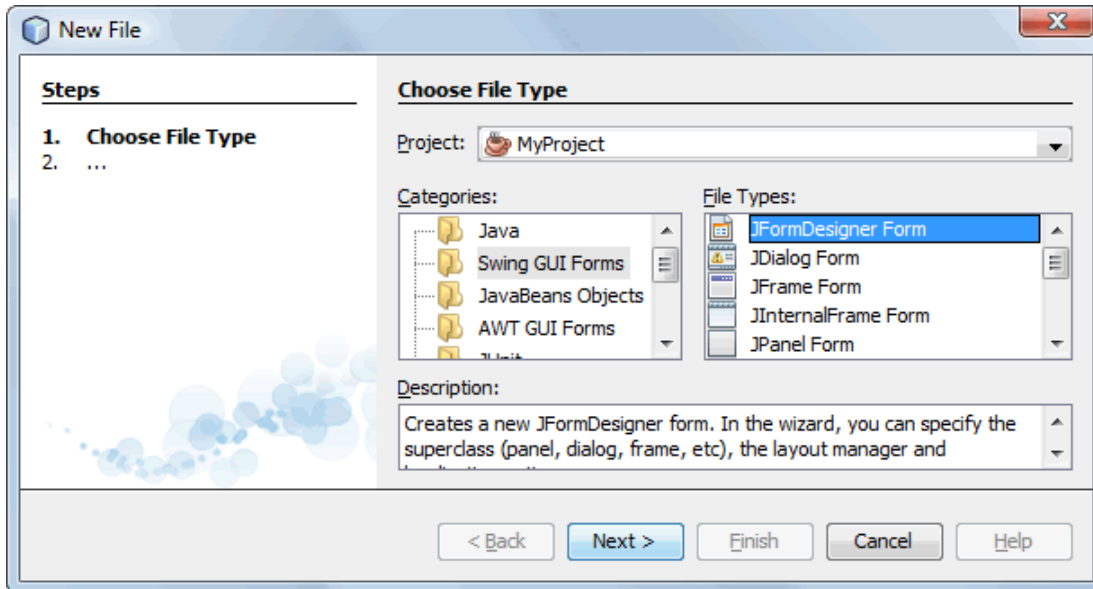 New File
Steps
1. Choose File Type
2. ...
Choose File Type
Project: MyProject
Categories:
Java
Swing GUI Forms
JavaBeans Objects
AWT GUI Forms
File Types:
JFormDesigner Form
JDialog Form
JFrame Form
JInternalFrame Form
JPanel Form
Description:
Creates a new JFormDesigner form. In the wizard, you can specify the
superclass (panel, dialog, frame, etc), the layout manager and
< Back Next > Finish Cancel Help